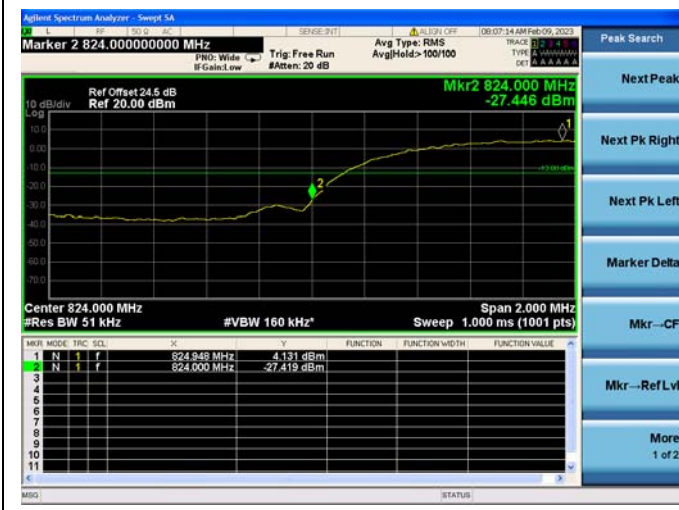 Agilent Spectrum Analyzer - Swept SA
L RF 50 Ω AC SENSE:INT ALIGN OFF 08:07:14 AM Feb 09, 2023
Marker 2 824.000000000 MHz
PNO: Wide
IFGain:Low
Trig: Free Run
#Atten: 20 dB
Avg Type: RMS
Avg|Hold:>100/100
TRACE 1 2 3 4 5 6
TYPE A
DET A A A A A A
Peak Search
Ref Offset 24.5 dB
Ref 20.00 dBm
10 dB/div
Log
Mkr2 824.000 MHz
-27.446 dBm
10.0
0.00
-10.0
-20.0
-30.0
-40.0
-50.0
-60.0
-70.0
1
2
-13.00 dBm
Center 824.000 MHz
Span 2.000 MHz
#Res BW 51 kHz
#VBW 160 kHz*
Sweep 1.000 ms (1001 pts)
MKR MODE TRC SCL X Y FUNCTION FUNCTION WIDTH FUNCTION VALUE
1 N 1 f 824.948 MHz 4.131 dBm
2 N 1 f 824.000 MHz -27.419 dBm
3
4
5
6
7
8
9
10
11
MSG
STATUS
Next Peak
Next Pk Right
Next Pk Left
Marker Delta
Mkr→CF
Mkr→Ref Lvl
More
1 of 2